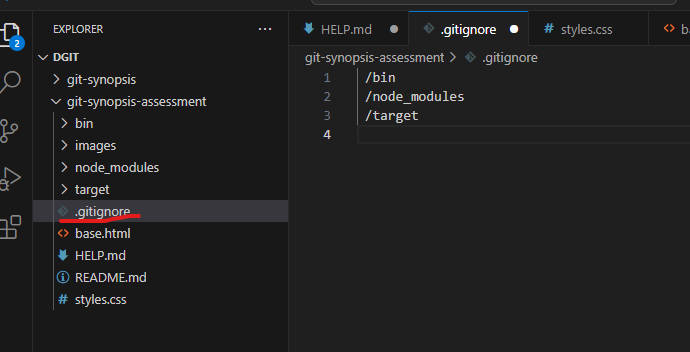 2
EXPLORER
DGIT
git-synopsis
git-synopsis-assessment
bin
images
node_modules
target
.gitignore
base.html
HELP.md
README.md
styles.css
HELP.md .gitignore styles.css ba
git-synopsis-assessment > .gitignore
1 /bin
2 /node_modules
3 /target
4